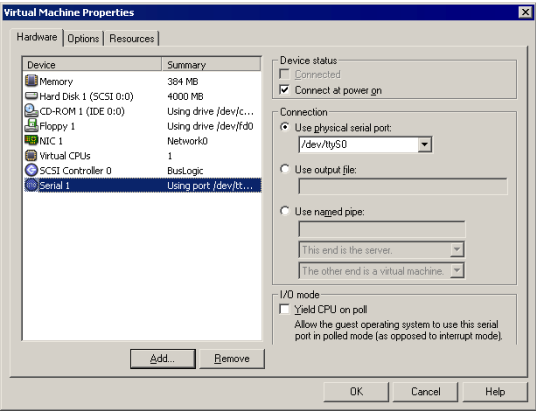 Virtual Machine Properties
Hardware Options Resources
Device Summary
Memory 384 MB
Hard Disk 1 (SCSI 0:0) 4000 MB
CD-ROM 1 (IDE 0:0) Using drive /dev/c...
Floppy 1 Using drive /dev/fd0
NIC 1 Network0
Virtual CPUs 1
SCSI Controller 0 BusLogic
Serial 1 Using port /dev/tt...
Add... Remove
Device status
Connected
Connect at power on
Connection
Use physical serial port:
/dev/ttyS0
Use output file:
Use named pipe:
This end is the server.
The other end is a virtual machine.
I/O mode
Yield CPU on poll
Allow the guest operating system to use this serial
port in polled mode (as opposed to interrupt mode).
OK Cancel Help